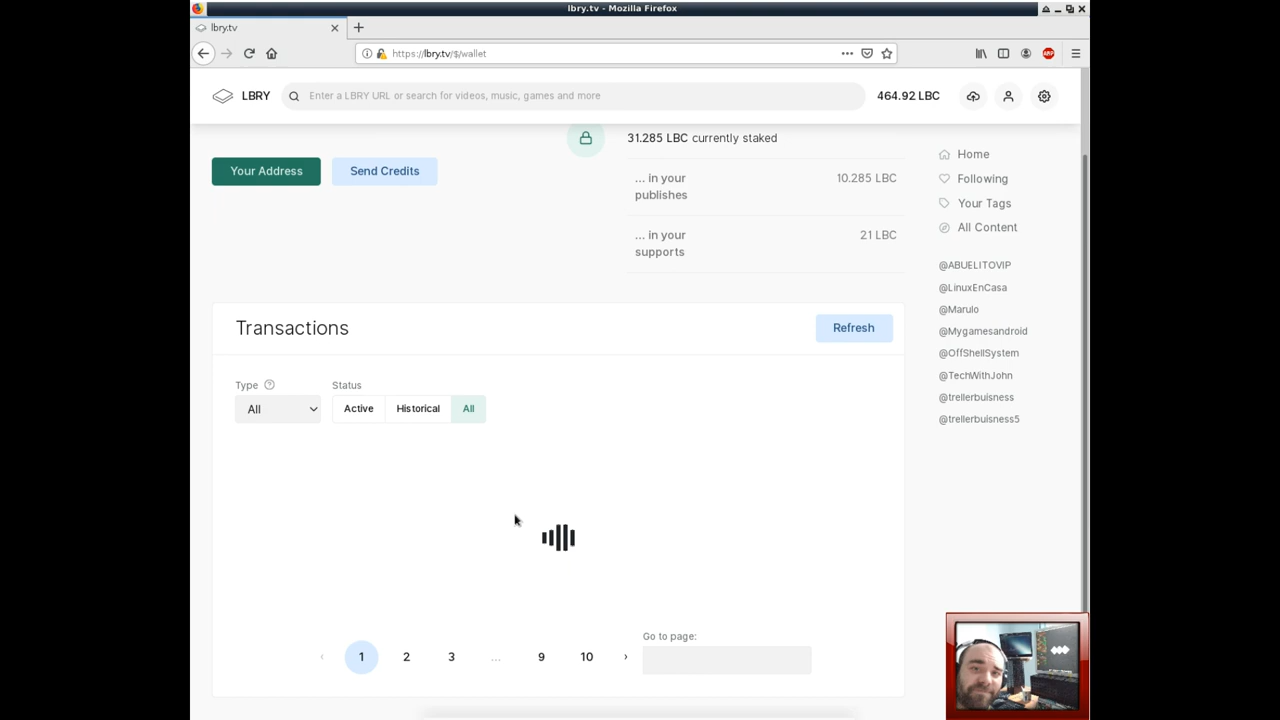 lbry.tv - Mozilla Firefox
lbry.tv
https://lbry.tv/$/wallet
ABP
LBRY
Enter a LBRY URL or search for videos, music, games and more
464.92 LBC
31.285 LBC currently staked
Your Address
Send Credits
... in your
publishes
10.285 LBC
... in your
supports
21 LBC
Home
Following
Your Tags
All Content
@ABUELITOVIP
@LinuxEnCasa
@Marulo
@Mygamesandroid
@OffShellSystem
@TechWithJohn
@trellerbuisness
@trellerbuisness5
Transactions
Refresh
Type
Status
All
Active
Historical
All
1
2
3
...
9
10
Go to page: